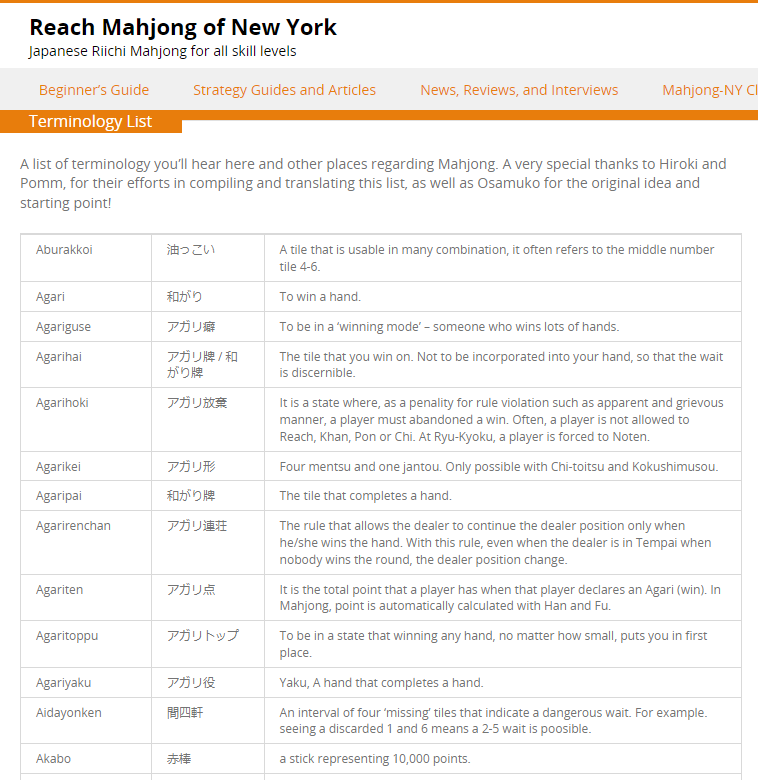 Reach Mahjong of New York
Japanese Riichi Mahjong for all skill levels
Beginner's Guide Strategy Guides and Articles News, Reviews, and Interviews Mahjong-NY Cl
Terminology List
A list of terminology you'll hear here and other places regarding Mahjong. A very special thanks to Hiroki and
Pomm, for their efforts in compiling and translating this list, as well as Osamuko for the original idea and
starting point!
Aburakkoi 油っこい A tile that is usable in many combination, it often refers to the middle number
tile 4-6.
Agari 和がり To win a hand.
Agariguse アガリ癖 To be in a 'winning mode' – someone who wins lots of hands.
Agarihai アガリ牌 / 和 The tile that you win on. Not to be incorporated into your hand, so that the wait
がり牌 is discernible.
Agarihoki アガリ放棄 It is a state where, as a penality for rule violation such as apparent and grievous
manner, a player must abandoned a win. Often, a player is not allowed to
Reach, Khan, Pon or Chi. At Ryu-Kyoku, a player is forced to Noten.
Agarikei アガリ形 Four mentsu and one jantou. Only possible with Chi-toitsu and Kokushimusou.
Agaripai 和がり牌 The tile that completes a hand.
Agarirenchan アガリ連荘 The rule that allows the dealer to continue the dealer position only when
he/she wins the hand. With this rule, even when the dealer is in Tempai when
nobody wins the round, the dealer position change.
Agariten アガリ点 It is the total point that a player has when that player declares an Agari (win). In
Mahjong, point is automatically calculated with Han and Fu.
Agaritoppu アガリトップ To be in a state that winning any hand, no matter how small, puts you in first
place.
Agariyaku アガリ役 Yaku, A hand that completes a hand.
Aidayonken 間四軒 An interval of four 'missing' tiles that indicate a dangerous wait. For example.
seeing a discarded 1 and 6 means a 2-5 wait is poosible.
Akabo 赤棒 a stick representing 10,000 points.